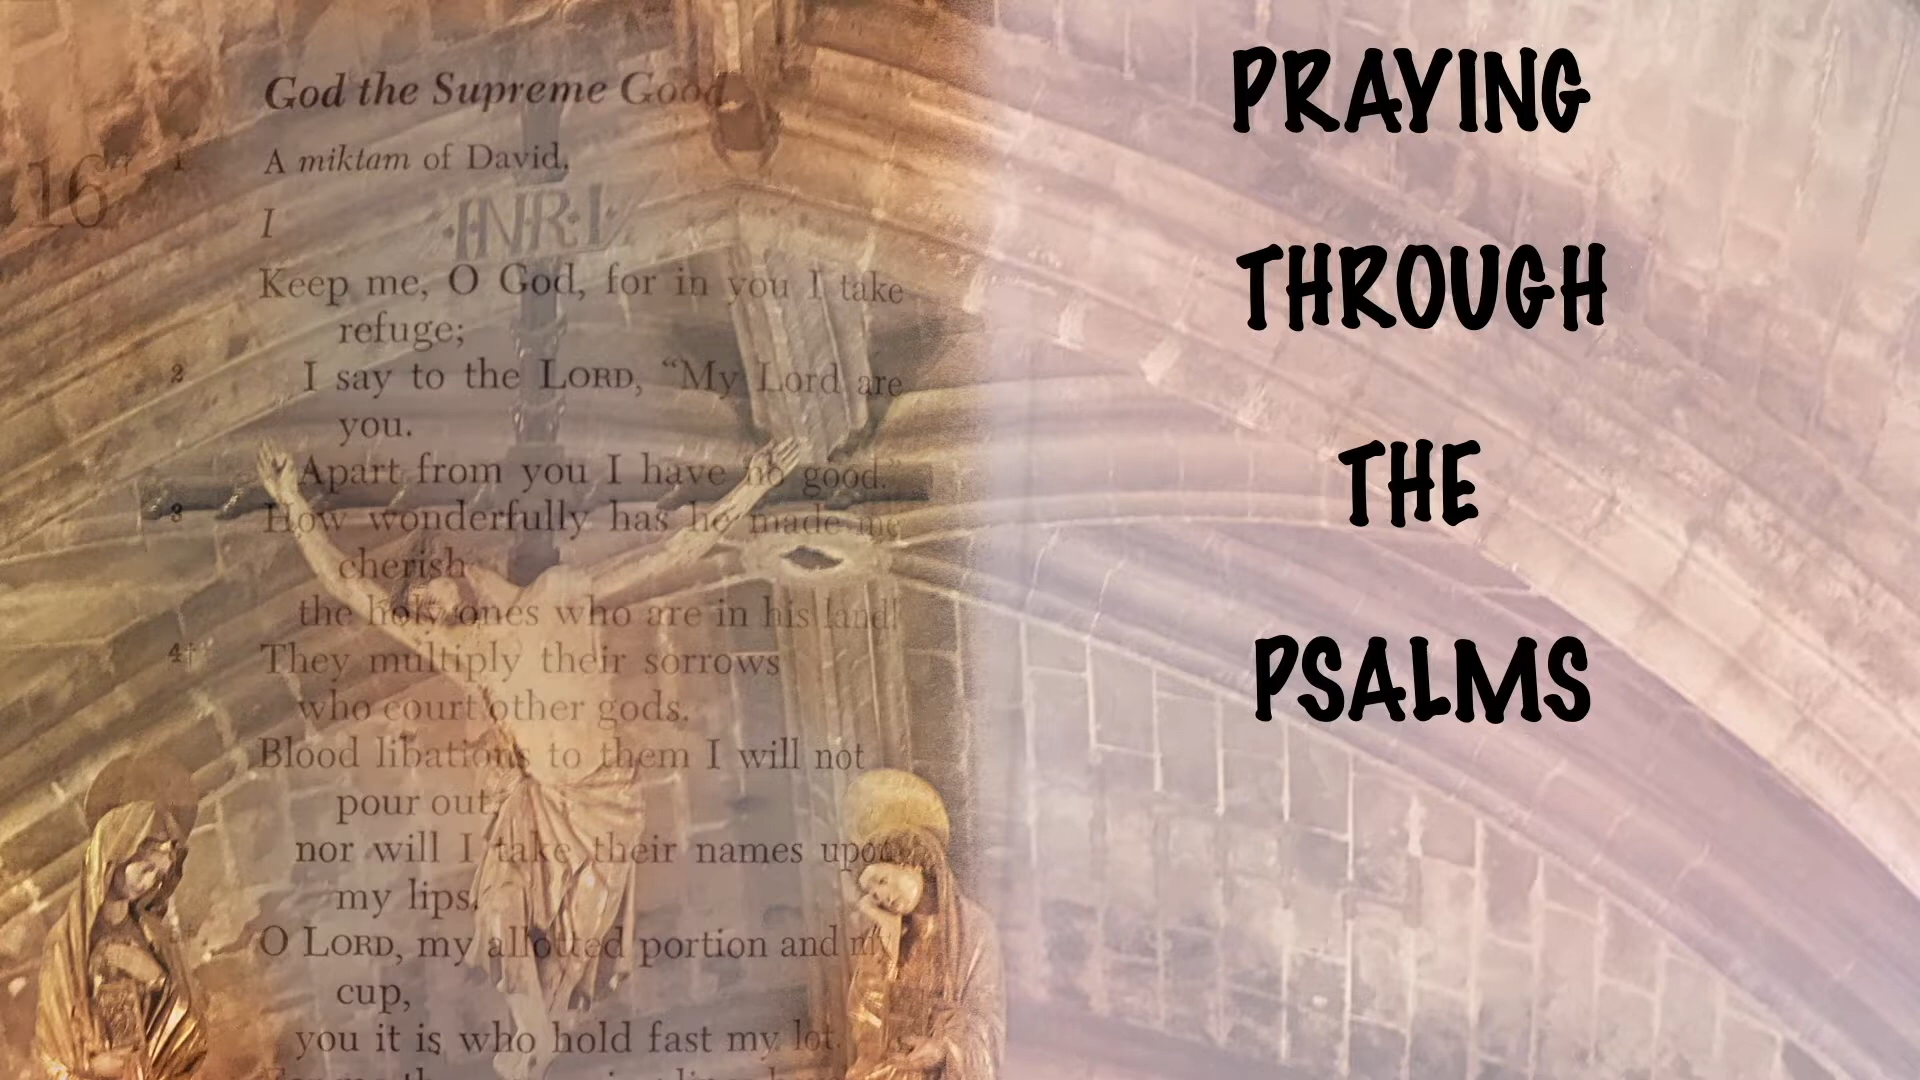 God the Supreme Good
16
1 A miktam of David.
I
INRI
Keep me, O God, for in you I take
refuge;
2 I say to the LORD, “My Lord are
you.
Apart from you I have no good.”
3 How wonderfully has he made me
cherish
the holy ones who are in his land!
4† They multiply their sorrows
who court other gods.
Blood libations to them I will not
pour out,
nor will I take their names upon
my lips.
O LORD, my allotted portion and my
cup,
you it is who hold fast my lot.
PRAYING
THROUGH
THE
PSALMS